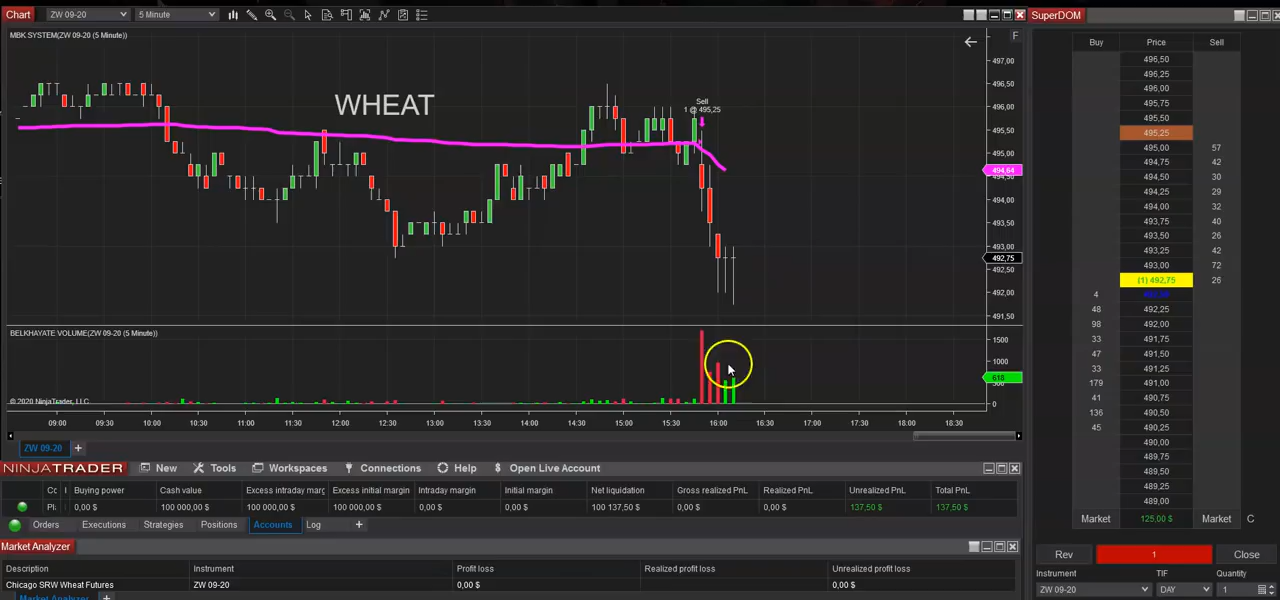 Chart ZW 09-20 5 Minute
MBK SYSTEM(ZW 09-20 (5 Minute))
F
WHEAT
Sell
1 @ 495,25
497,00
496,50
496,00
495,50
495,00
494,64
494,50
494,00
493,50
493,00
492,75
492,50
492,00
491,50
BELKHAYATE VOLUME(ZW 09-20 (5 Minute))
1500
1000
618
500
0
© 2020 NinjaTrader, LLC
09:00 09:30 10:00 10:30 11:00 11:30 12:00 12:30 13:00 13:30 14:00 14:30 15:00 15:30 16:00 16:30 17:00 17:30 18:00 18:30
ZW 09-20 +
NINJATRADER New Tools Workspaces Connections Help Open Live Account
Cc I Buying power Cash value Excess intraday marg Excess initial margin Intraday margin Initial margin Net liquidation Gross realized PnL Realized PnL Unrealized PnL Total PnL
Pl 0,00 $ 100 000,00 $ 100 000,00 $ 100 000,00 $ 0,00 $ 0,00 $ 100 137,50 $ 0,00 $ 0,00 $ 137,50 $ 137,50 $
Orders Executions Strategies Positions Accounts Log +
Market Analyzer
Description Instrument Profit loss Realized profit loss Unrealized profit loss
Chicago SRW Wheat Futures ZW 09-20 0,00 $ 0,00 $
Market Analyzer +
SuperDOM
Buy Price Sell
496,50
496,25
496,00
495,75
495,50
495,25
495,00 57
494,75 42
494,50 30
494,25 29
494,00 32
493,75 40
493,50 26
493,25 42
493,00 72
(1) 492,75 26
4
48 492,25
98 492,00
33 491,75
47 491,50
33 491,25
179 491,00
41 490,75
136 490,50
45 490,25
490,00
489,75
489,50
489,25
489,00
Market 125,00 $ Market C
Rev 1 Close
Instrument TIF Quantity
ZW 09-20 DAY 1